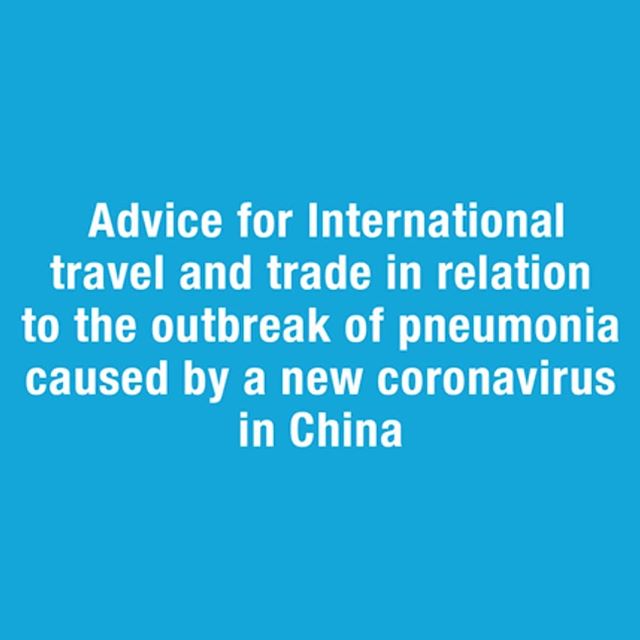 Advice for International
travel and trade in relation
to the outbreak of pneumonia
caused by a new coronavirus
in China